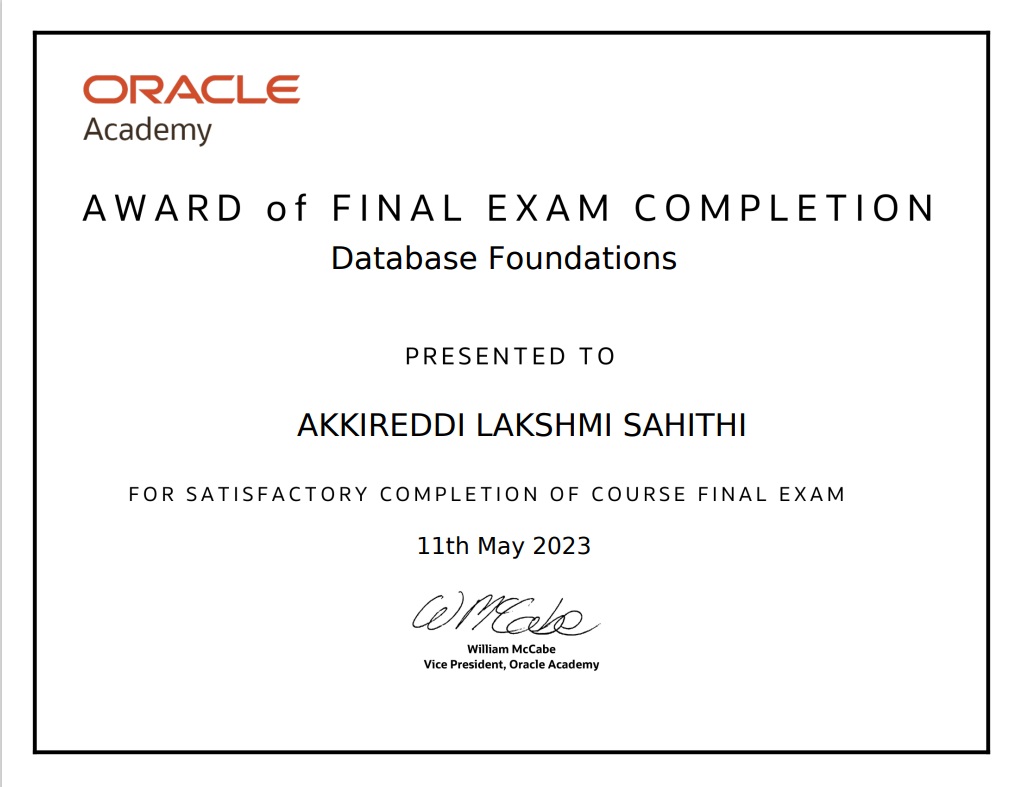 ORACLE
Academy
AWARD of FINAL EXAM COMPLETION
Database Foundations
PRESENTED TO
AKKIREDDI LAKSHMI SAHITHI
FOR SATISFACTORY COMPLETION OF COURSE FINAL EXAM
11th May 2023
WMcCabe
William McCabe
Vice President, Oracle Academy